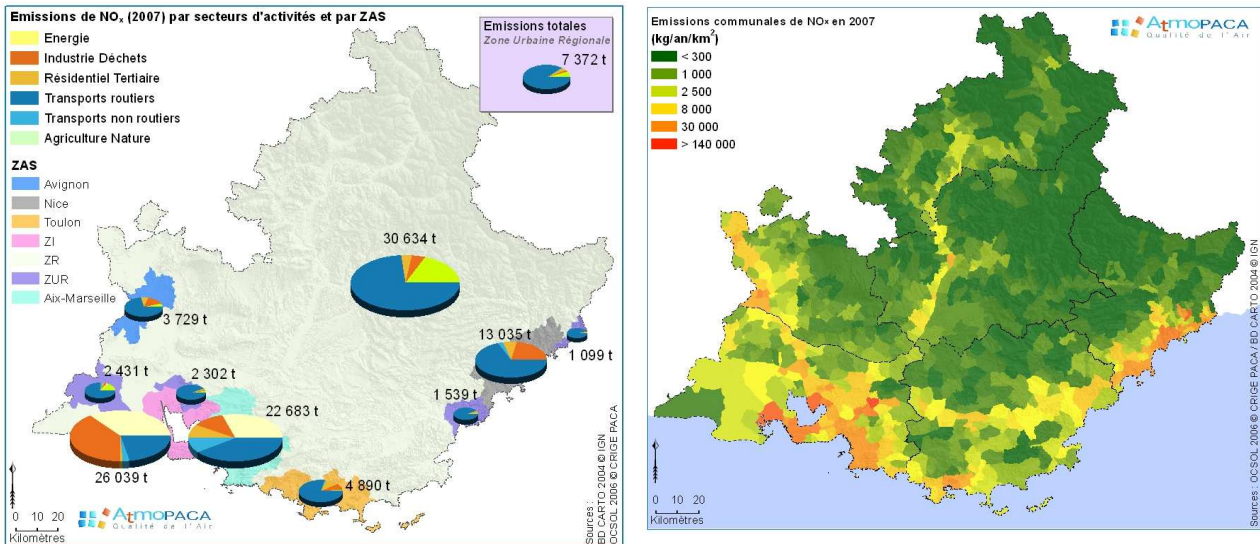 Emissions de NOx (2007) par secteurs d'activités et par ZAS
Energie
Industrie Déchets
Résidentiel Tertiaire
Transports routiers
Transports non routiers
Agriculture Nature
ZAS
Avignon
Nice
Toulon
ZI
ZR
ZUR
Aix-Marseille
Emissions totales
Zone Urbaine Régionale
7 372 t
30 634 t
3 729 t
13 035 t
1 099 t
2 431 t
2 302 t
1 539 t
22 683 t
26 039 t
4 890 t
0 10 20
Kilomètres
AtmoPACA
Qualité de l'Air
Sources :
BD CARTO 2004 © IGN
OCSOL 2006 © CRIGE PACA
Emissions communales de NOx en 2007
(kg/an/km²)
< 300
1 000
2 500
8 000
30 000
> 140 000
AtmoPACA
Qualité de l'Air
0 10 20
Kilomètres
Sources : OCSOL 2006 © CRIGE PACA / BD CARTO 2004 © IGN